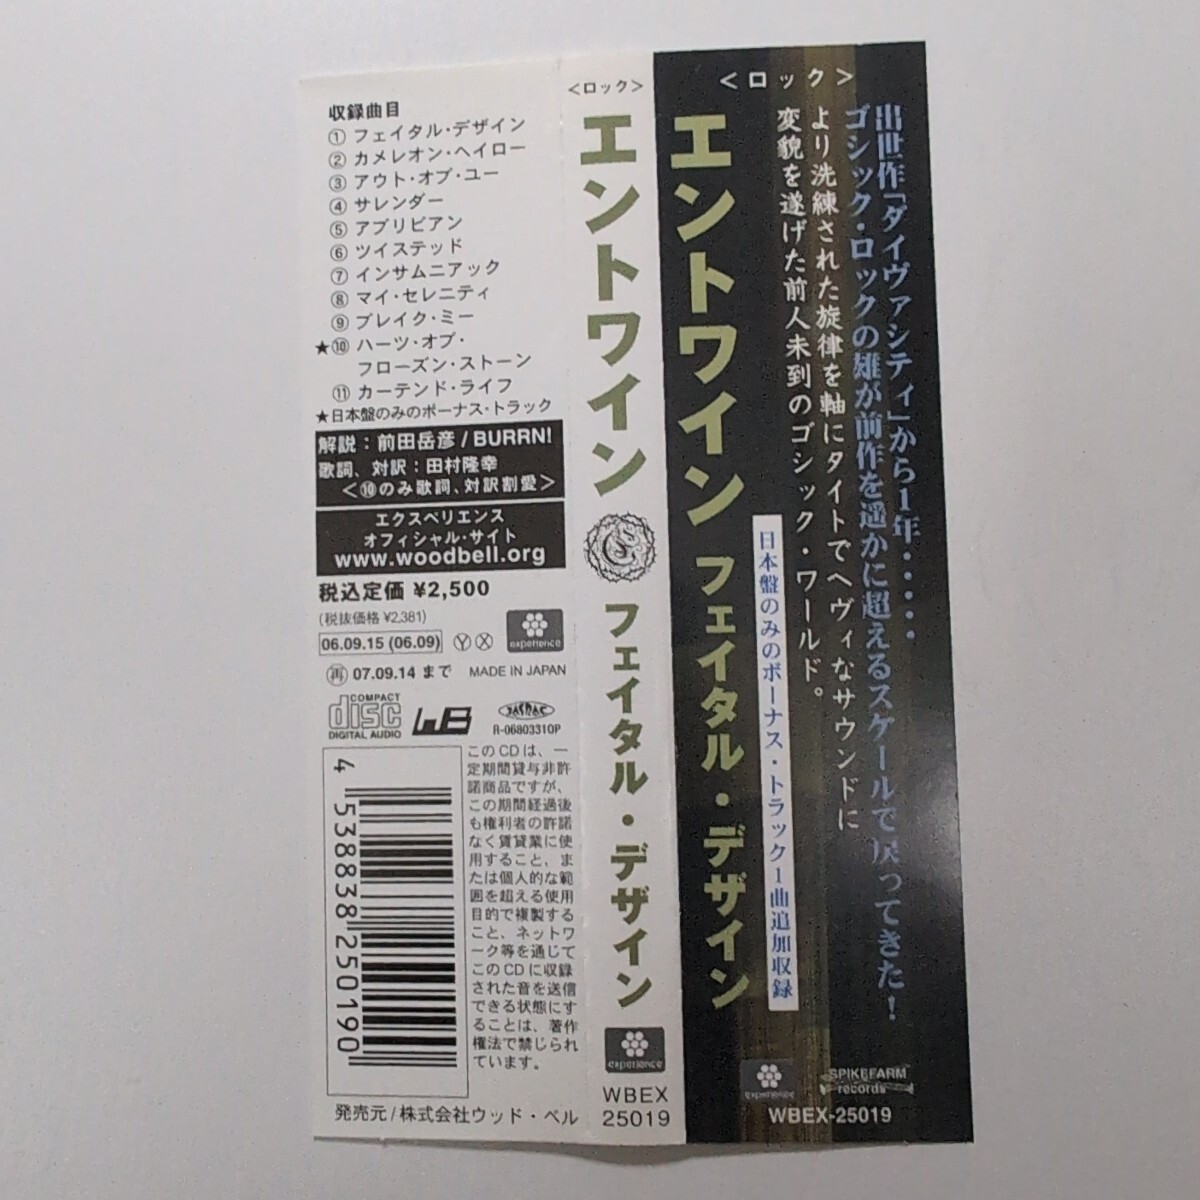 収録曲目
① フェイタル・デザイン
② カメレオン・ヘイロー
③ アウト・オブ・ユー
④ サレンダー
⑤ アブリビアン
⑥ ツイステッド
⑦ インサムニアック
⑧ マイ・セレニティ
⑨ ブレイク・ミー
★⑩ ハーツ・オブ・
フローズン・ストーン
⑪ カーテンド・ライフ
★日本盤のみのボーナス・トラック
解説：前田岳彦/BURRN!
歌詞、対訳：田村隆幸
＜⑩のみ歌詞、対訳割愛＞
エクスペリエンス
オフィシャル・サイト
www.woodbell.org
税込定価 ¥2,500
(税抜価格 ¥2,381)
06.09.15 (06.09) Ⓨ Ⓧ
experience
再 07.09.14 まで MADE IN JAPAN
COMPACT
disc
DIGITAL AUDIO
WB
JASRAC
R-0680331OP
このCDは、一
定期間貸与非許
諾商品ですが、
この期間経過後
も権利者の許諾
なく賃貸業に使
用すること、ま
たは個人的な範
囲を超える使用
目的で複製する
こと、ネットワ
ーク等を通じて
このCDに収録
された音を送信
できる状態にす
ることは、著作
権法で禁じられ
ています。
4 538838 250190
発売元/株式会社ウッド・ベル
＜ロック＞
エントワイン
フェイタル・デザイン
experience
WBEX
25019
＜ロック＞
出世作「ダイヴァシティ」から1年・・・・・
ゴシック・ロックの雄が前作を遥かに超えるスケールで戻ってきた！
より洗練された旋律を軸にタイトでヘヴィなサウンドに
変貌を遂げた前人未到のゴシック・ワールド。
日本盤のみのボーナス・トラック1曲追加収録
エントワイン フェイタル・デザイン
experience
SPIKEFARM
records
WBEX-25019